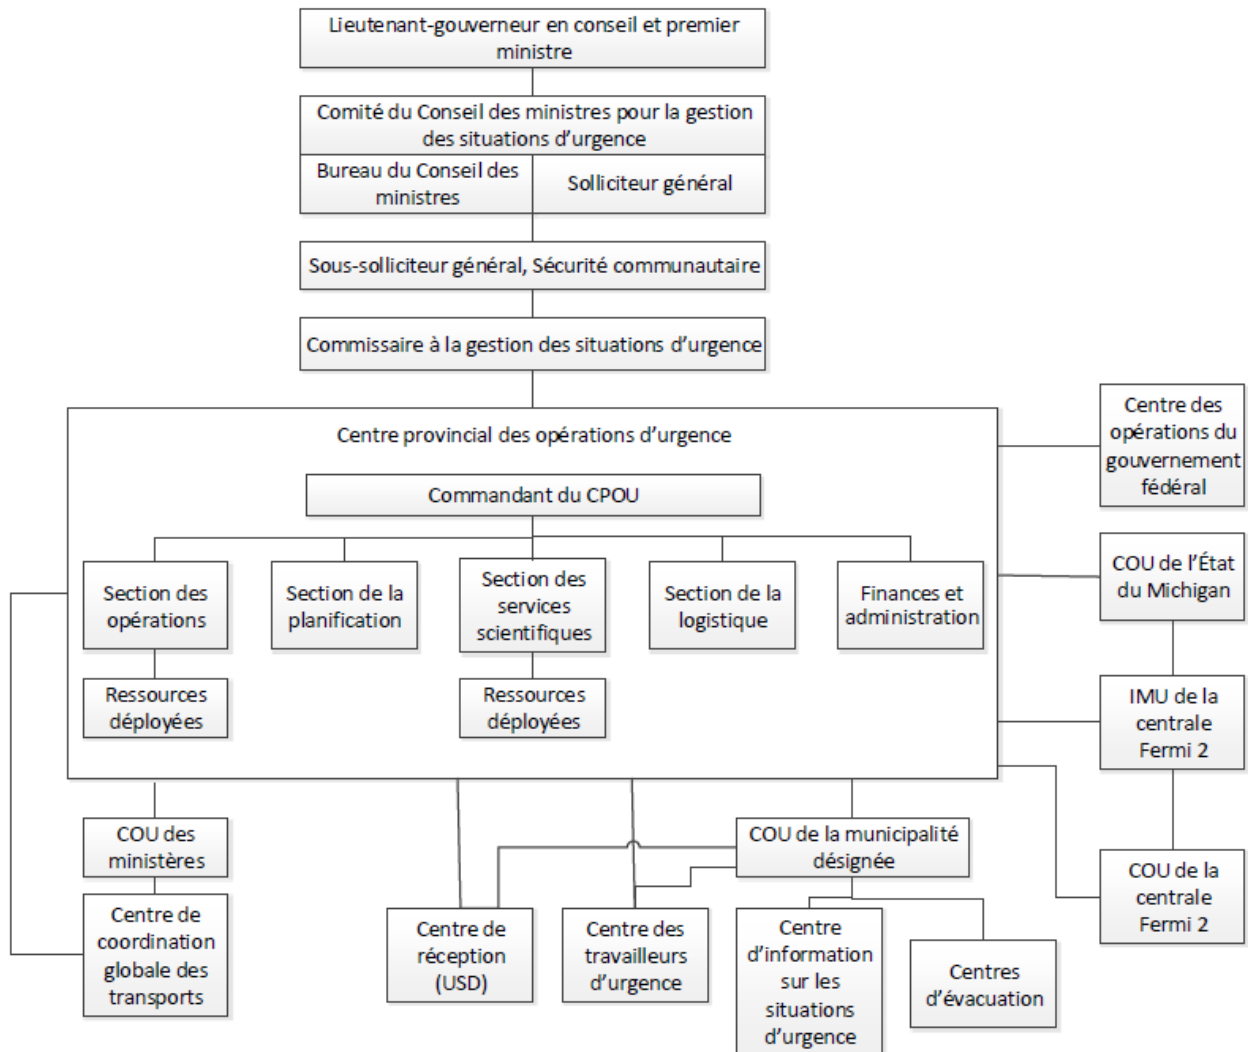 Lieutenant-gouverneur en conseil et premier
ministre
Comité du Conseil des ministres pour la gestion
des situations d'urgence
Bureau du Conseil des
ministres
Solliciteur général
Sous-solliciteur général, Sécurité communautaire
Commissaire à la gestion des situations d'urgence
Centre provincial des opérations d'urgence
Commandant du CPOU
Section des
opérations
Section de la
planification
Section des
services
scientifiques
Section de la
logistique
Finances et
administration
Ressources
déployées
Ressources
déployées
Centre des
opérations du
gouvernement
fédéral
COU de l'État
du Michigan
IMU de la
centrale
Fermi 2
COU de la
centrale
Fermi 2
COU des
ministères
Centre de
coordination
globale des
transports
COU de la municipalité
désignée
Centre de
réception
(USD)
Centre des
travailleurs
d'urgence
Centre
d'information
sur les
situations
d'urgence
Centres
d'évacuation